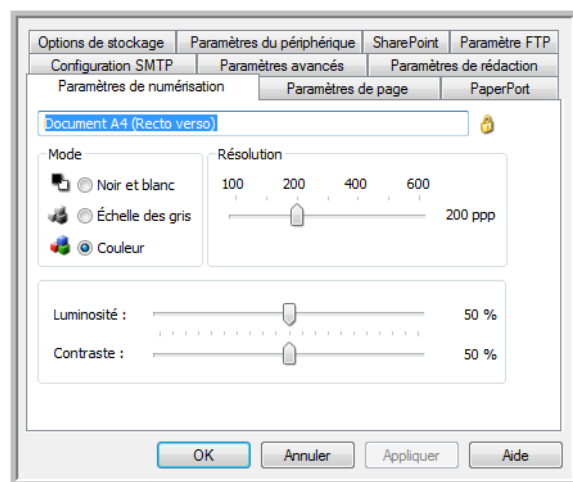 Options de stockage Paramètres du périphérique SharePoint Paramètre FTP
Configuration SMTP Paramètres avancés Paramètres de rédaction
Paramètres de numérisation Paramètres de page PaperPort
Document A4 (Recto verso)
Mode Résolution
Noir et blanc 100 200 400 600
Échelle des gris 200 ppp
Couleur
Luminosité : 50 %
Contraste : 50 %
OK Annuler Appliquer Aide